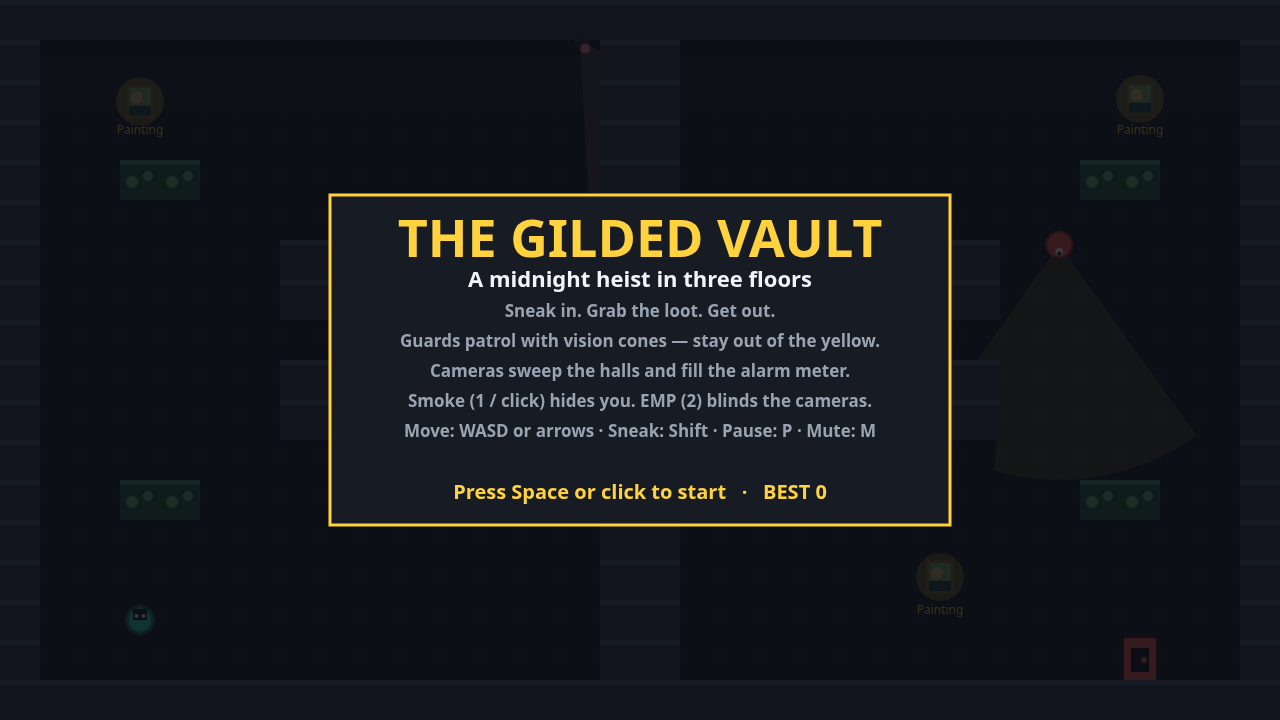 Painting
Painting
THE GILDED VAULT
A midnight heist in three floors
Sneak in. Grab the loot. Get out.
Guards patrol with vision cones — stay out of the yellow.
Cameras sweep the halls and fill the alarm meter.
Smoke (1 / click) hides you. EMP (2) blinds the cameras.
Move: WASD or arrows · Sneak: Shift · Pause: P · Mute: M
Press Space or click to start · BEST 0
Painting